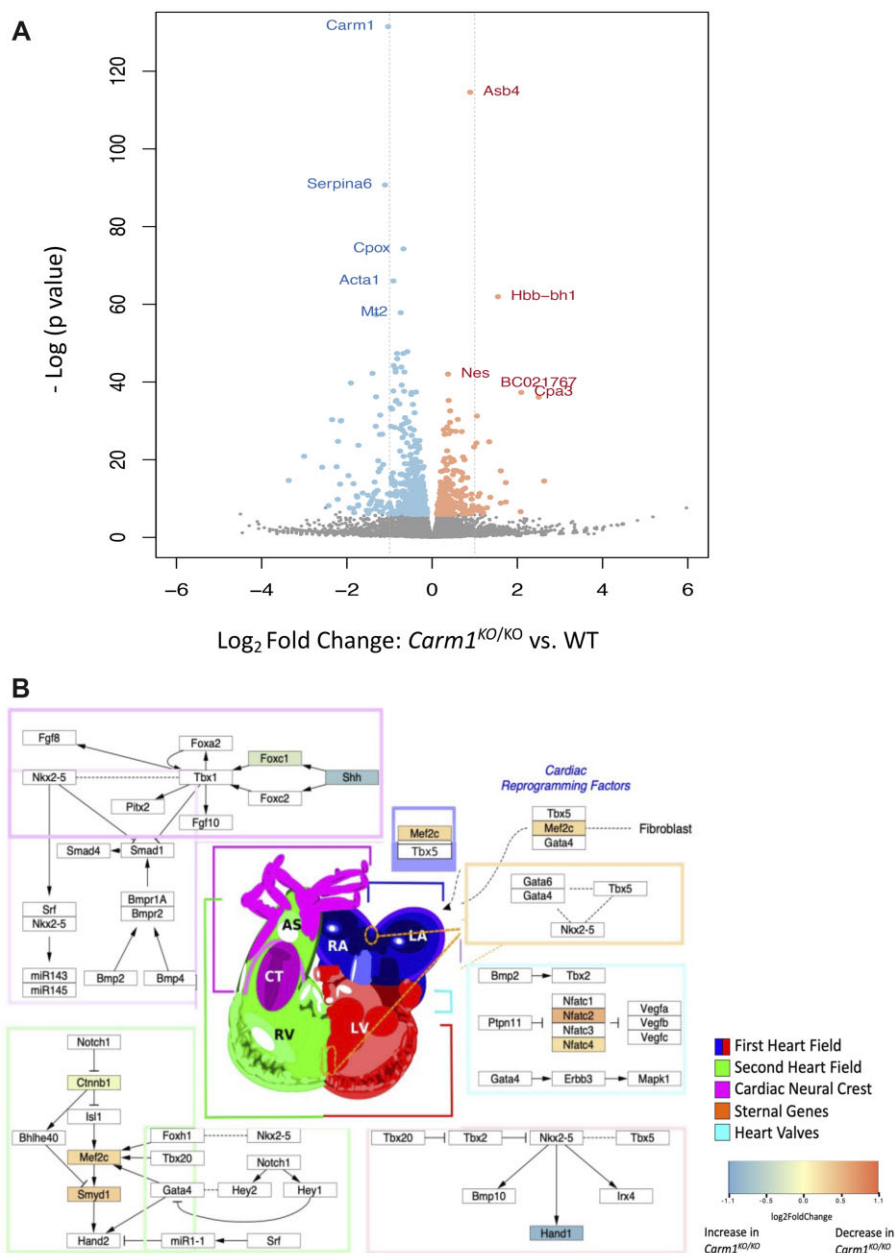 A
Carm1
120
Asb4
100
Serpina6
80
Cpox
Acta1
60
Hbb-bh1
Mt2
- Log (p value)
40
Nes
BC021767
Cpa3
20
0
−6 −4 −2 0 2 4 6
Log2 Fold Change: Carm1KO/KO vs. WT
B
Fgf8
Foxa2
Foxc1
Nkx2-5
Tbx1
Shh
Pitx2
Foxc2
Fgf10
Smad4
Smad1
Bmpr1A
Bmpr2
Srf
Nkx2-5
miR143
miR145
Bmp2
Bmp4
Cardiac
Reprogramming Factors
Mef2c
Tbx5
Tbx5
Mef2c
Gata4
Fibroblast
Gata6
Gata4
Tbx5
Nkx2-5
AS
RA
LA
CT
RV
LV
Bmp2
Tbx2
Nfatc1
Nfatc2
Nfatc3
Nfatc4
Ptpn11
Vegfa
Vegfb
Vegfc
Gata4
Erbb3
Mapk1
Notch1
Ctnnb1
Isl1
Bhlhe40
Mef2c
Smyd1
Hand2
Foxh1
Nkx2-5
Tbx20
Notch1
Gata4
Hey2
Hey1
miR1-1
Srf
Tbx20
Tbx2
Nkx2-5
Tbx5
Bmp10
Irx4
Hand1
First Heart Field
Second Heart Field
Cardiac Neural Crest
Sternal Genes
Heart Valves
-1.1 -0.5 0.0 0.5 1.1
log2FoldChange
Increase in
Carm1KO/KO
Decrease in
Carm1KO/KO